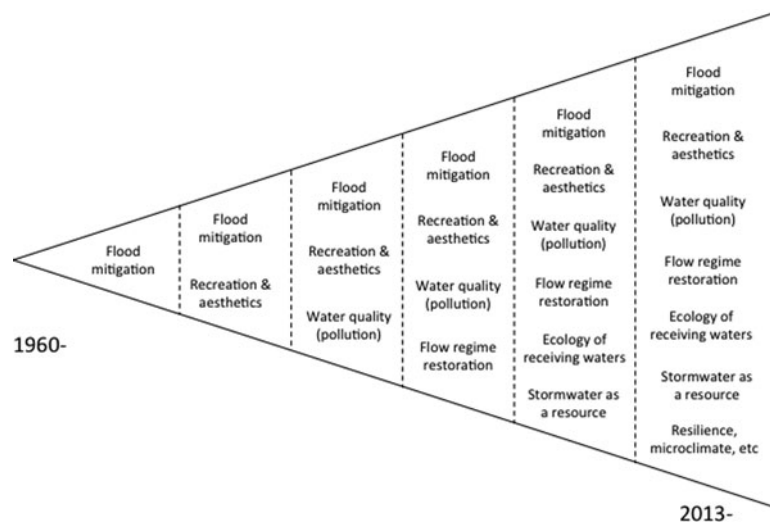 Flood
mitigation
1960-
Flood
mitigation
Recreation &
aesthetics
Flood
mitigation
Recreation &
aesthetics
Water quality
(pollution)
Flood
mitigation
Recreation &
aesthetics
Water quality
(pollution)
Flow regime
restoration
Flood
mitigation
Recreation &
aesthetics
Water quality
(pollution)
Flow regime
restoration
Ecology of
receiving waters
Stormwater as
a resource
Flood
mitigation
Recreation &
aesthetics
Water quality
(pollution)
Flow regime
restoration
Ecology of
receiving waters
Stormwater as
a resource
Resilience,
microclimate, etc
2013-